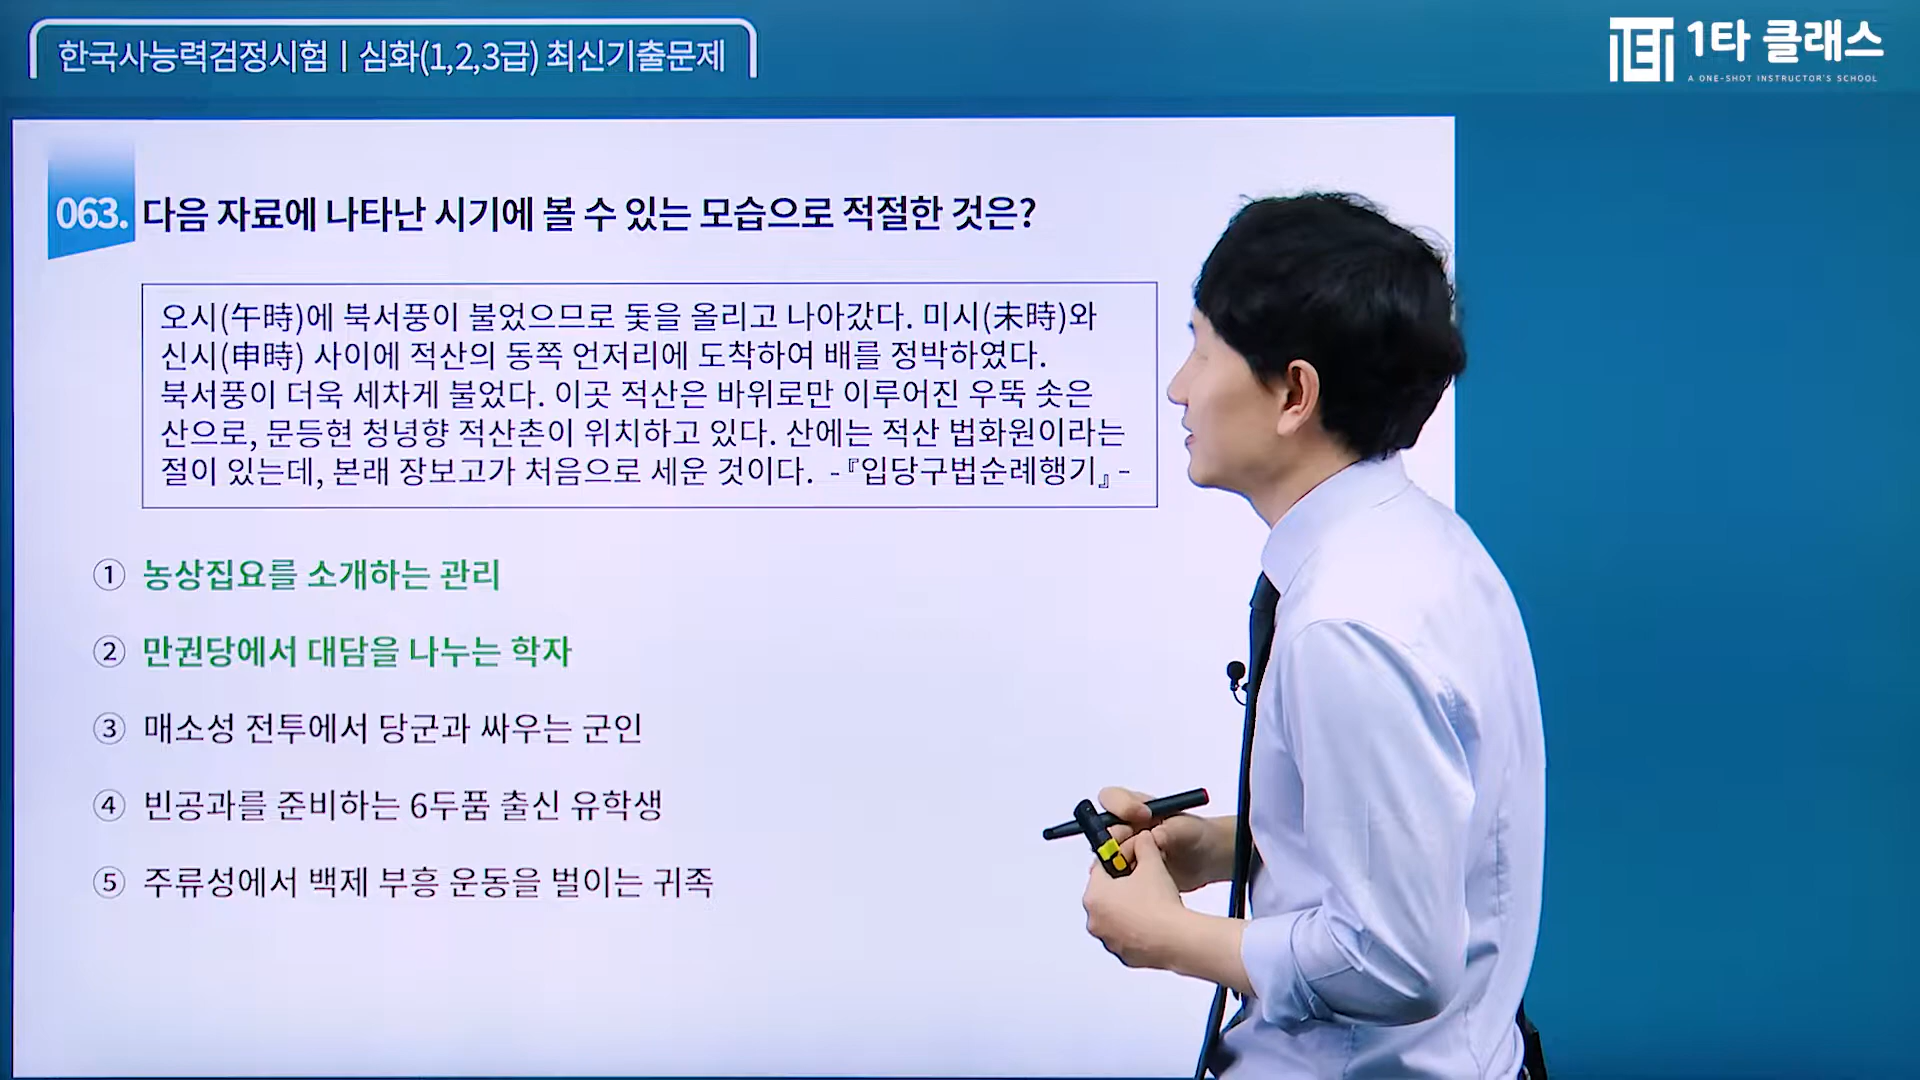 한국사능력검정시험 | 심화(1,2,3급) 최신기출문제
1타 클래스
A ONE-SHOT INSTRUCTOR'S SCHOOL
063. 다음 자료에 나타난 시기에 볼 수 있는 모습으로 적절한 것은?
오시(午時)에 북서풍이 불었으므로 돛을 올리고 나아갔다. 미시(未時)와
신시(申時) 사이에 적산의 동쪽 언저리에 도착하여 배를 정박하였다.
북서풍이 더욱 세차게 불었다. 이곳 적산은 바위로만 이루어진 우뚝 솟은
산으로, 문등현 청녕향 적산촌이 위치하고 있다. 산에는 적산 법화원이라는
절이 있는데, 본래 장보고가 처음으로 세운 것이다. -『입당구법순례행기』-
① 농상집요를 소개하는 관리
② 만권당에서 대담을 나누는 학자
③ 매소성 전투에서 당군과 싸우는 군인
④ 빈공과를 준비하는 6두품 출신 유학생
⑤ 주류성에서 백제 부흥 운동을 벌이는 귀족